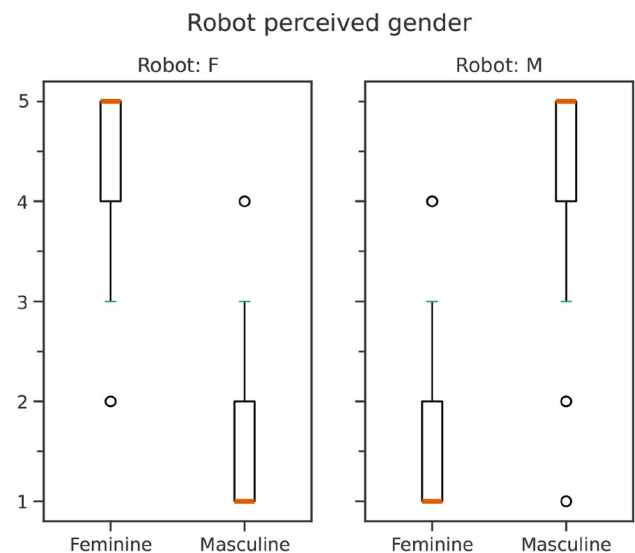 Robot perceived gender
Robot: F
Robot: M
5
4
3
2
1
Feminine
Masculine
Feminine
Masculine